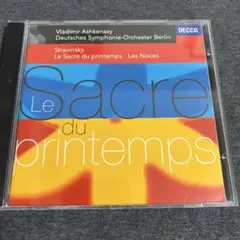 Vladimir Ashkenazy
Deutsches Symphonie-Orchester Berlin
DECCA
Stravinsky
Le Sacre du printemps · Les Noces
Le Sacre
du
printemps